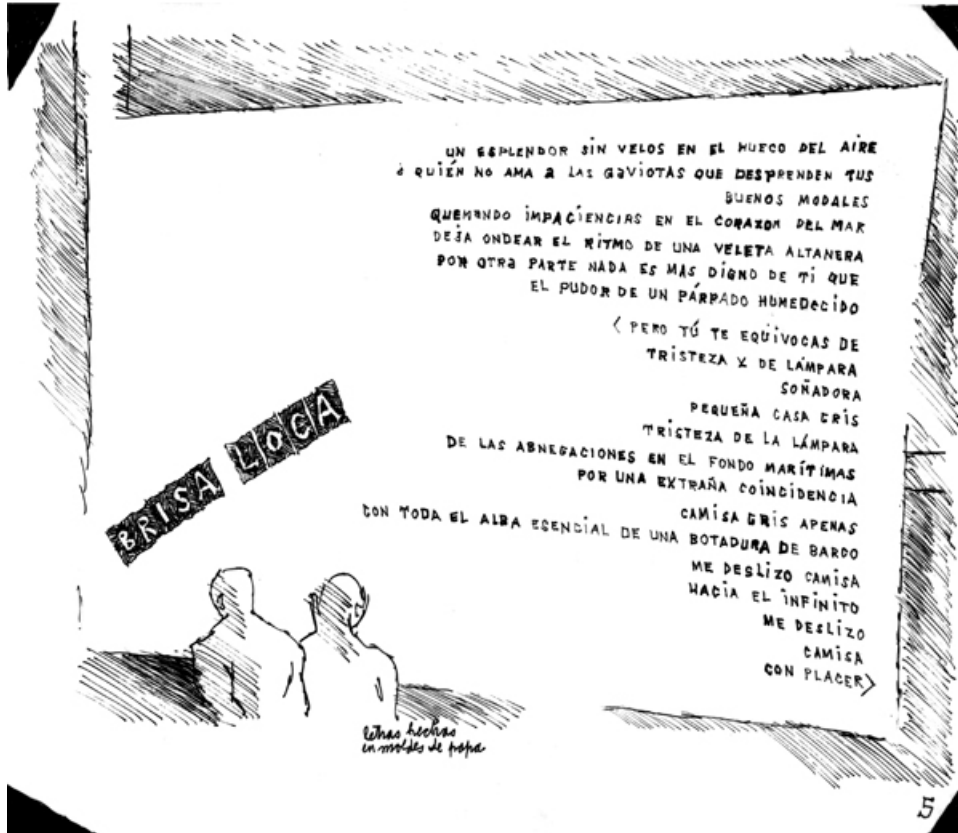 UN ESPLENDOR SIN VELOS EN EL HUECO DEL AIRE
¿QUIÉN NO AMA a LAS GaVIOTAS QUE DESPRENDEN TUS
BUENOS MODALES
QUEMANDO IMPACIENCIAS EN EL CORAZON DEL MAR
DEJA ONDEAR EL RITMO DE UNA VELETA ALTANERA
POR OTRa PARTE NADA ES MAS DIGNO DE Ti QUE
EL PUDOR DE UN PÁRPADO HUMEDECIDO
< PERO TÚ TE EQUIVOCAS DE
TRISTEZA Y DE LÁMPARA
SOÑADORA
PEQUEÑA CASA GRIS
TRISTEZA DE LA LÁMPARA
DE LAS ABNEGACIONES EN EL FONDO MARÍTIMAS
POR UNA EXTRAÑA COINCIDENCIA
CAMISA GRIS APENAS
CON TODA EL ALBA ESENCIAL DE UNA BOTADURA DE BARDO
ME DESLIZO CAMISA
HACIA EL INFINITO
ME DESLIZO
CAMISA
CON PLACER>
BRISA LOCA
letras hechas
en moldes de papa
5